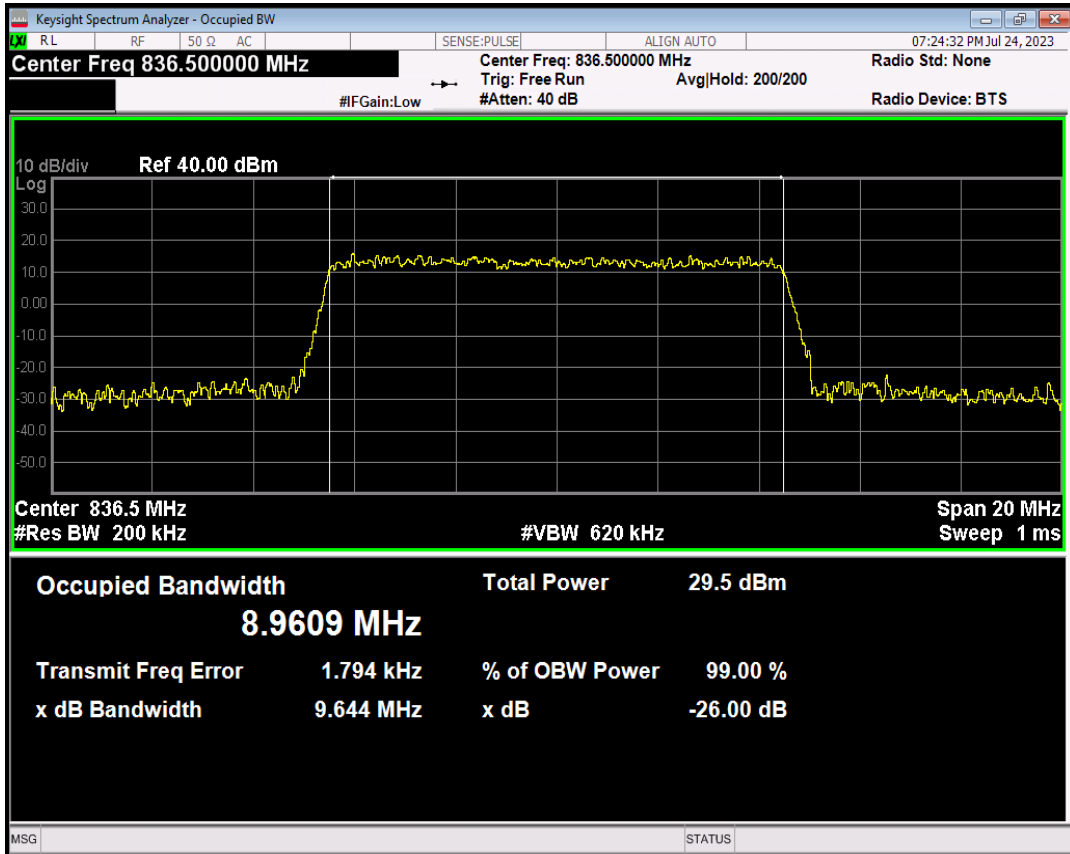 Keysight Spectrum Analyzer - Occupied BW
LXI RL RF 50 Ω AC SENSE:PULSE ALIGN AUTO 07:24:32 PM Jul 24, 2023
Center Freq 836.500000 MHz Center Freq: 836.500000 MHz Radio Std: None
Trig: Free Run Avg|Hold: 200/200
#IFGain:Low #Atten: 40 dB Radio Device: BTS
10 dB/div Ref 40.00 dBm
Log
30.0
20.0
10.0
0.00
-10.0
-20.0
-30.0
-40.0
-50.0
Center 836.5 MHz Span 20 MHz
#Res BW 200 kHz #VBW 620 kHz Sweep 1 ms
Occupied Bandwidth Total Power 29.5 dBm
8.9609 MHz
Transmit Freq Error 1.794 kHz % of OBW Power 99.00 %
x dB Bandwidth 9.644 MHz x dB -26.00 dB
MSG STATUS